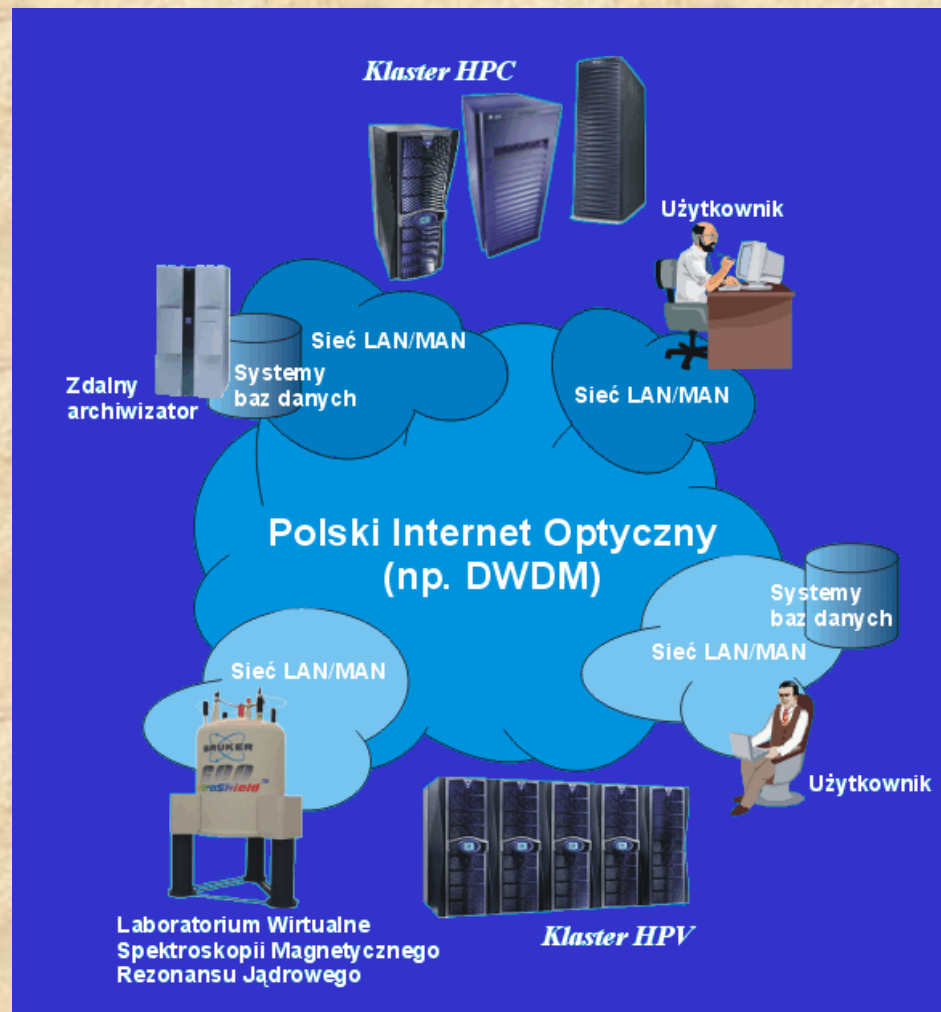 Klaster HPC
Użytkownik
Sieć LAN/MAN
Systemy
baz danych
Zdalny
archiwizator
Sieć LAN/MAN
Polski Internet Optyczny
(np. DWDM)
Systemy
baz danych
Sieć LAN/MAN
Sieć LAN/MAN
BRUKER
600
Użytkownik
Laboratorium Wirtualne
Spektroskopii Magnetycznego
Rezonansu Jądrowego
Klaster HPV